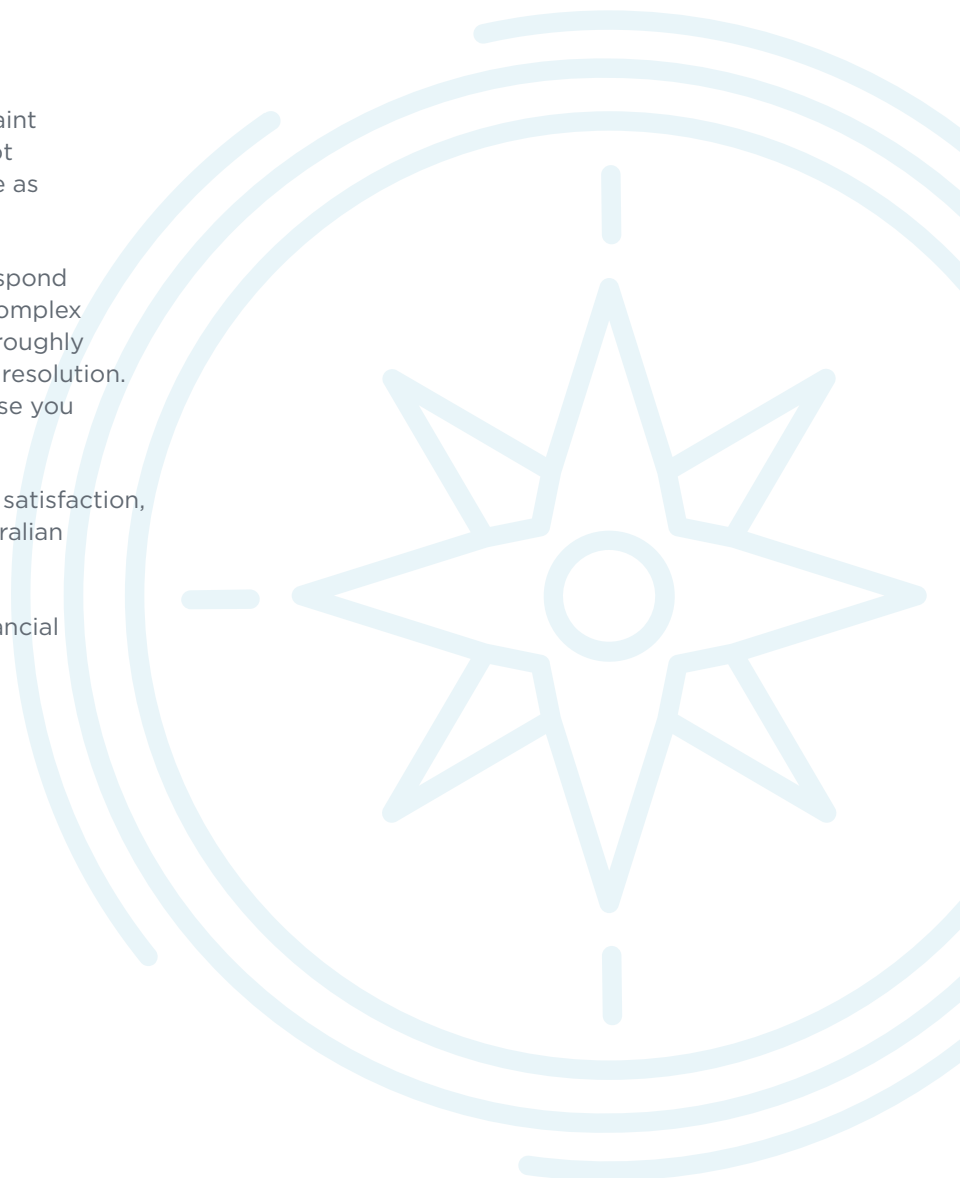 aint
ot
e as
spond
omplex
roughly
resolution.
se you
satisfaction,
ralian
ancial